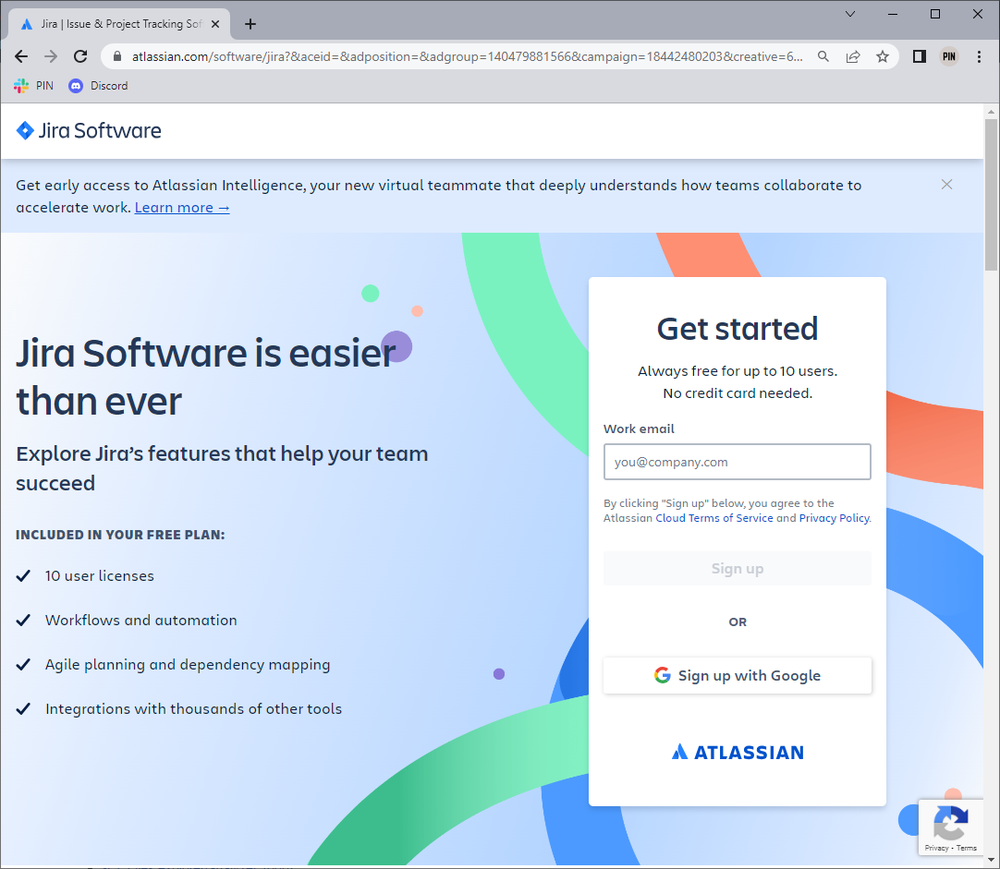 Jira | Issue & Project Tracking Sof
atlassian.com/software/jira?&aceid=&adposition=&adgroup=140479881566&campaign=18442480203&creative=6...
PIN
PIN
Discord
Jira Software
Get early access to Atlassian Intelligence, your new virtual teammate that deeply understands how teams collaborate to
accelerate work. Learn more →
Jira Software is easier
than ever
Explore Jira’s features that help your team
succeed
INCLUDED IN YOUR FREE PLAN:
10 user licenses
Workflows and automation
Agile planning and dependency mapping
Integrations with thousands of other tools
Get started
Always free for up to 10 users.
No credit card needed.
Work email
you@company.com
By clicking "Sign up" below, you agree to the
Atlassian Cloud Terms of Service and Privacy Policy.
Sign up
OR
Sign up with Google
ATLASSIAN
Privacy - Terms